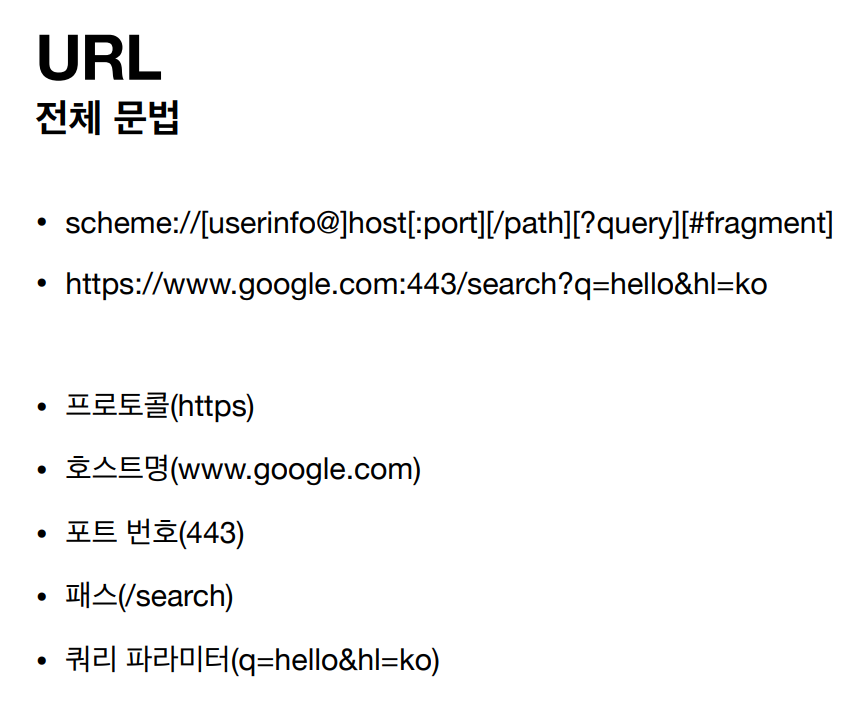 URL
전체 문법
• scheme://[userinfo@]host[:port][/path][?query][#fragment]
• https://www.google.com:443/search?q=hello&hl=ko
• 프로토콜(https)
• 호스트명(www.google.com)
• 포트 번호(443)
• 패스(/search)
• 쿼리 파라미터(q=hello&hl=ko)